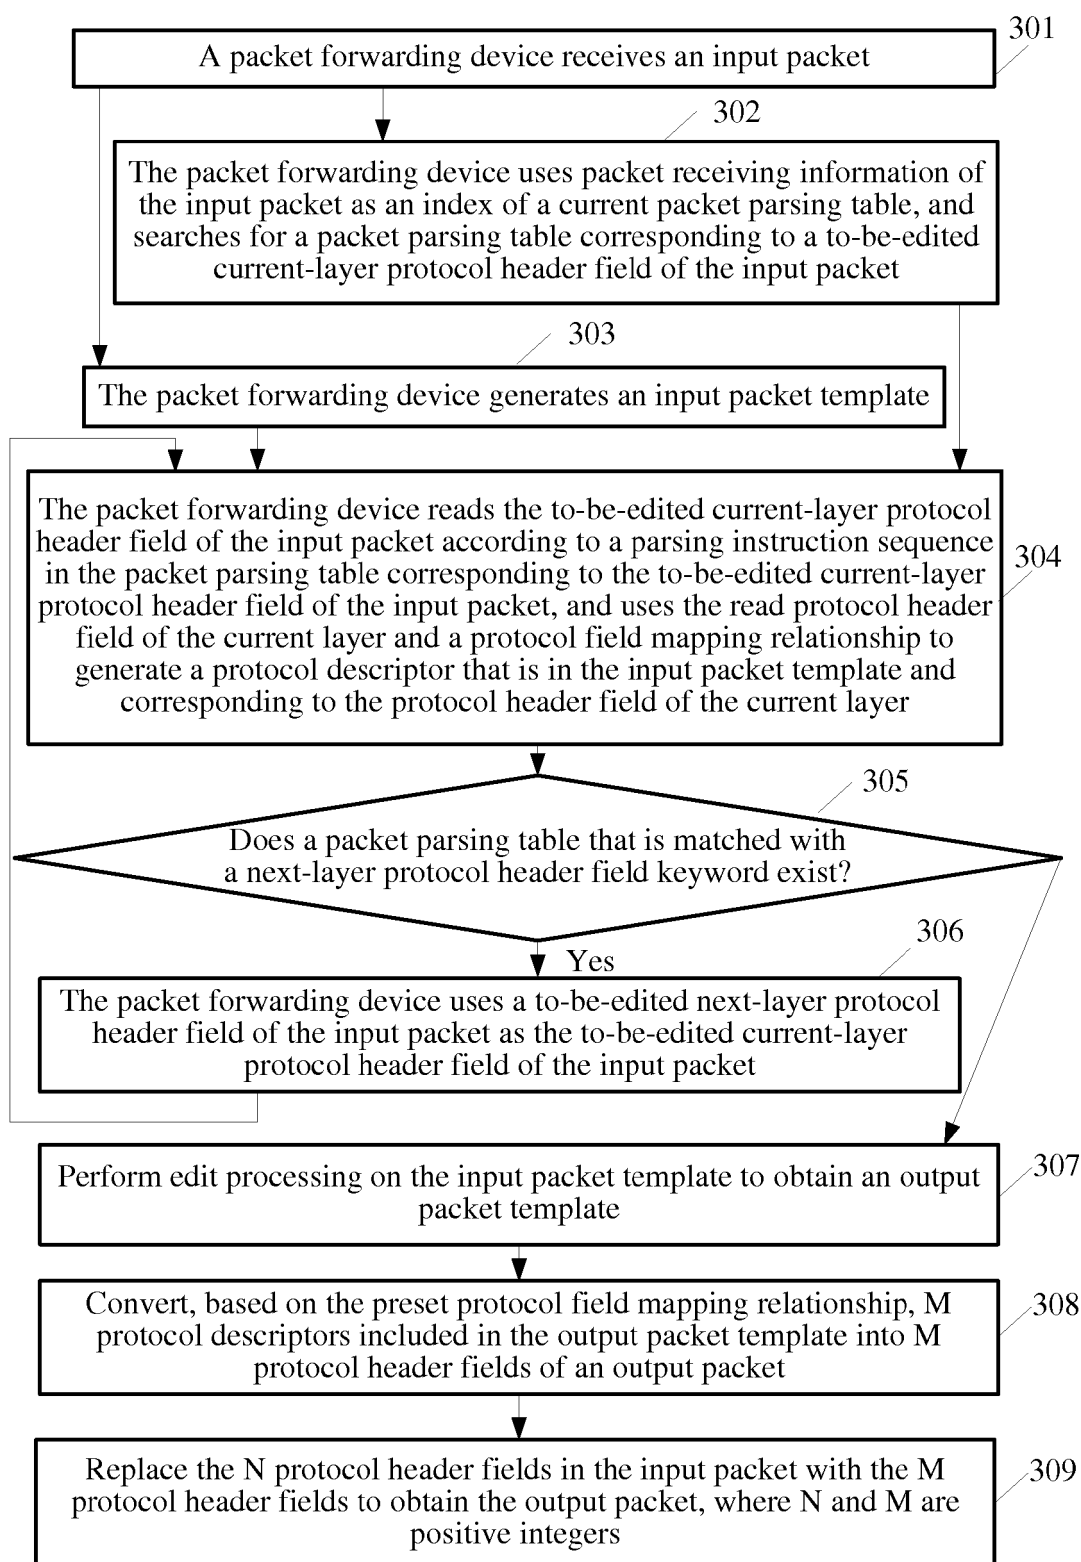 301
A packet forwarding device receives an input packet
302
The packet forwarding device uses packet receiving information of
the input packet as an index of a current packet parsing table, and
searches for a packet parsing table corresponding to a to-be-edited
current-layer protocol header field of the input packet
303
The packet forwarding device generates an input packet template
The packet forwarding device reads the to-be-edited current-layer protocol
header field of the input packet according to a parsing instruction sequence
in the packet parsing table corresponding to the to-be-edited current-layer
protocol header field of the input packet, and uses the read protocol header
field of the current layer and a protocol field mapping relationship to
generate a protocol descriptor that is in the input packet template and
corresponding to the protocol header field of the current layer
304
305
Does a packet parsing table that is matched with
a next-layer protocol header field keyword exist?
306
Yes
The packet forwarding device uses a to-be-edited next-layer protocol
header field of the input packet as the to-be-edited current-layer
protocol header field of the input packet
Perform edit processing on the input packet template to obtain an output
packet template
307
Convert, based on the preset protocol field mapping relationship, M
protocol descriptors included in the output packet template into M
protocol header fields of an output packet
308
Replace the N protocol header fields in the input packet with the M
protocol header fields to obtain the output packet, where N and M are
positive integers
309